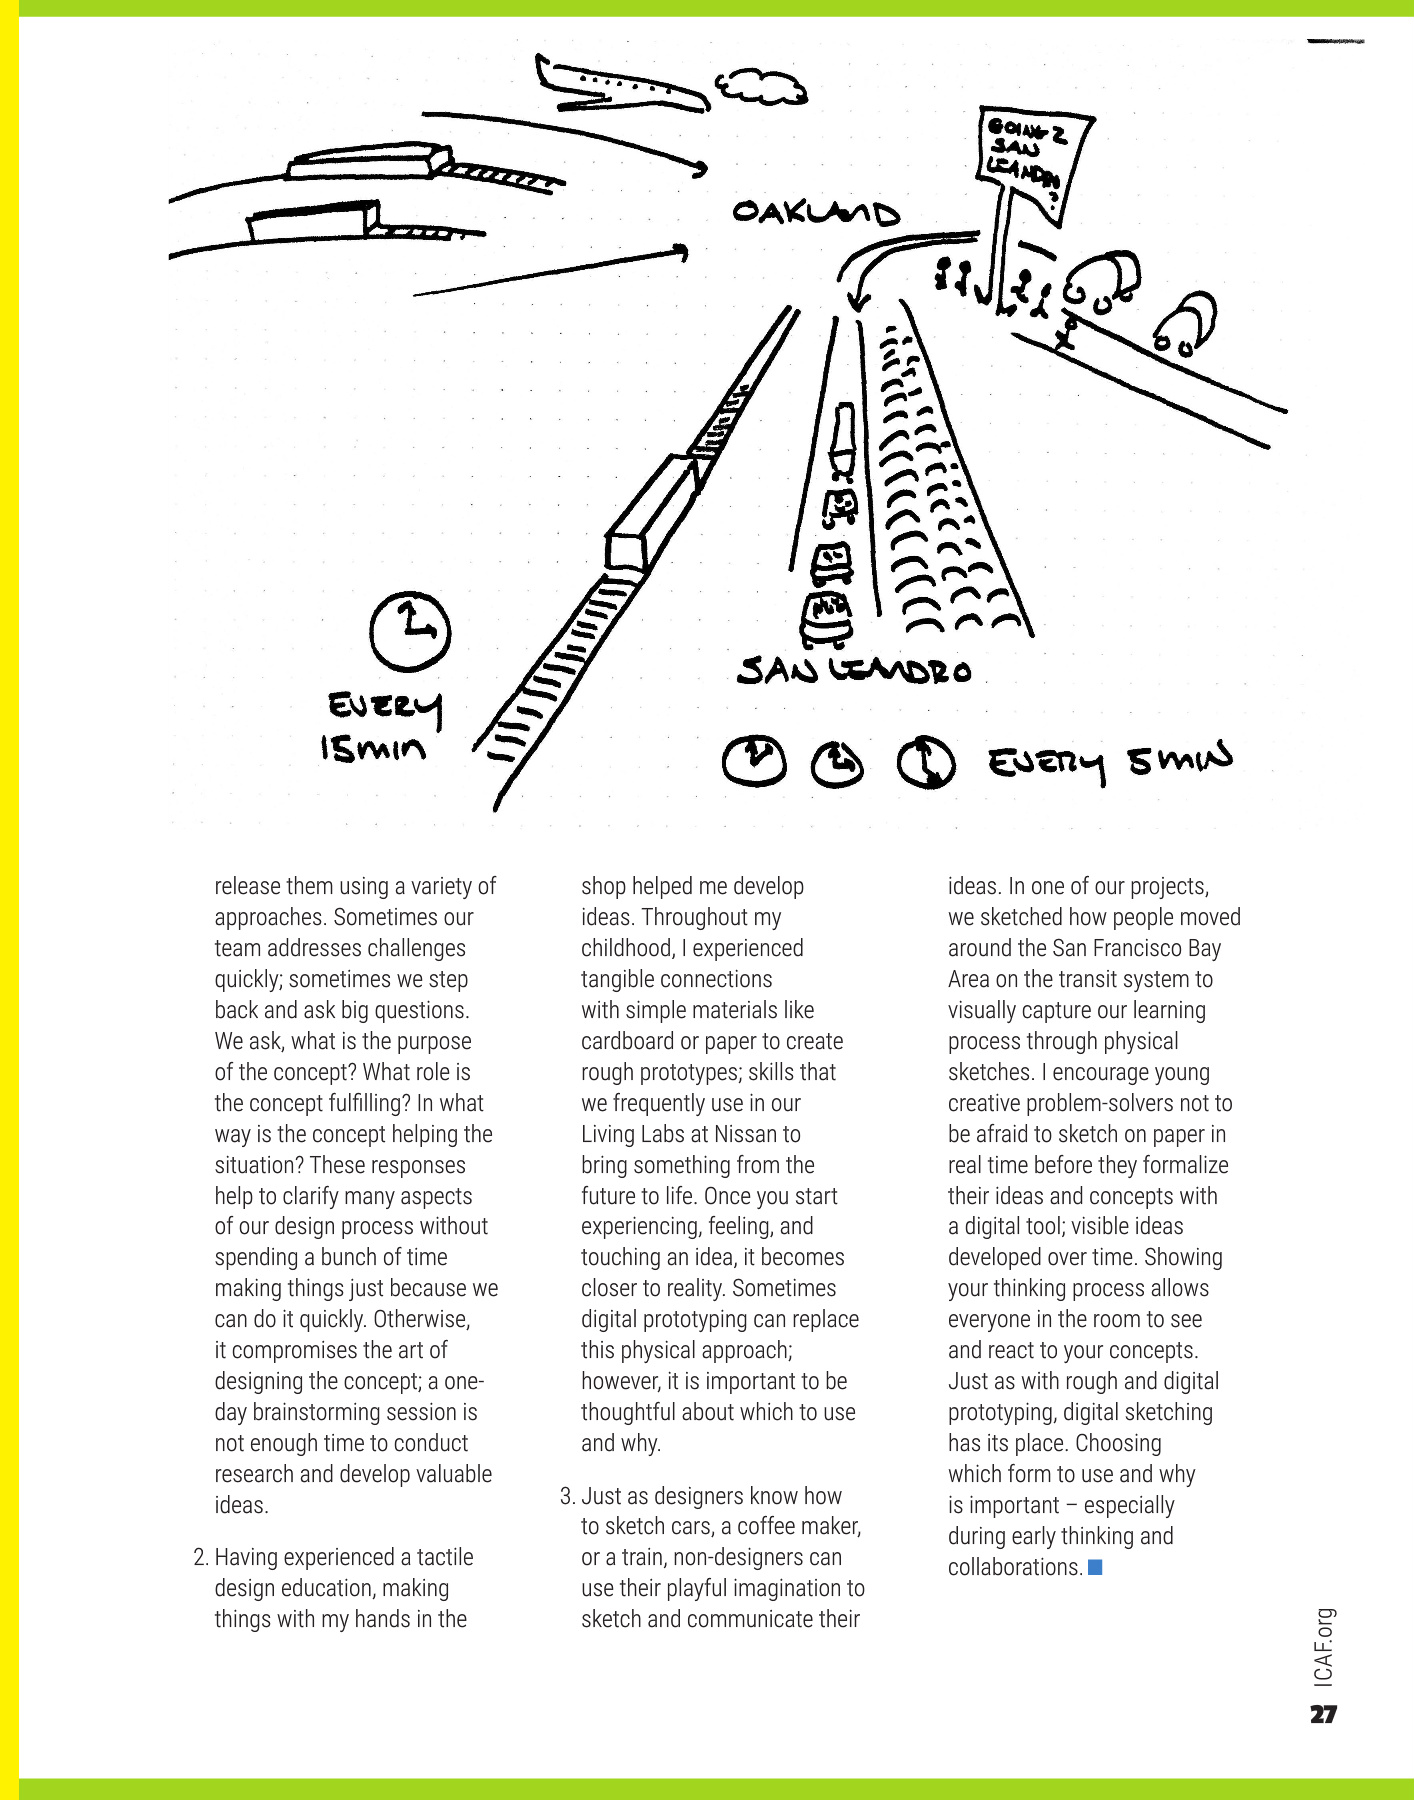 GOING 2
SAN
LEANDRO
?
OAKLAND
SAN LEANDRO
EVERY
15MIN
EVERY 5MIN
release them using a variety of
approaches. Sometimes our
team addresses challenges
quickly; sometimes we step
back and ask big questions.
We ask, what is the purpose
of the concept? What role is
the concept fulfilling? In what
way is the concept helping the
situation? These responses
help to clarify many aspects
of our design process without
spending a bunch of time
making things just because we
can do it quickly. Otherwise,
it compromises the art of
designing the concept; a one-
day brainstorming session is
not enough time to conduct
research and develop valuable
ideas.
2. Having experienced a tactile
design education, making
things with my hands in the
shop helped me develop
ideas. Throughout my
childhood, I experienced
tangible connections
with simple materials like
cardboard or paper to create
rough prototypes; skills that
we frequently use in our
Living Labs at Nissan to
bring something from the
future to life. Once you start
experiencing, feeling, and
touching an idea, it becomes
closer to reality. Sometimes
digital prototyping can replace
this physical approach;
however, it is important to be
thoughtful about which to use
and why.
3. Just as designers know how
to sketch cars, a coffee maker,
or a train, non-designers can
use their playful imagination to
sketch and communicate their
ideas. In one of our projects,
we sketched how people moved
around the San Francisco Bay
Area on the transit system to
visually capture our learning
process through physical
sketches. I encourage young
creative problem-solvers not to
be afraid to sketch on paper in
real time before they formalize
their ideas and concepts with
a digital tool; visible ideas
developed over time. Showing
your thinking process allows
everyone in the room to see
and react to your concepts.
Just as with rough and digital
prototyping, digital sketching
has its place. Choosing
which form to use and why
is important – especially
during early thinking and
collaborations.
ICAF.org
27